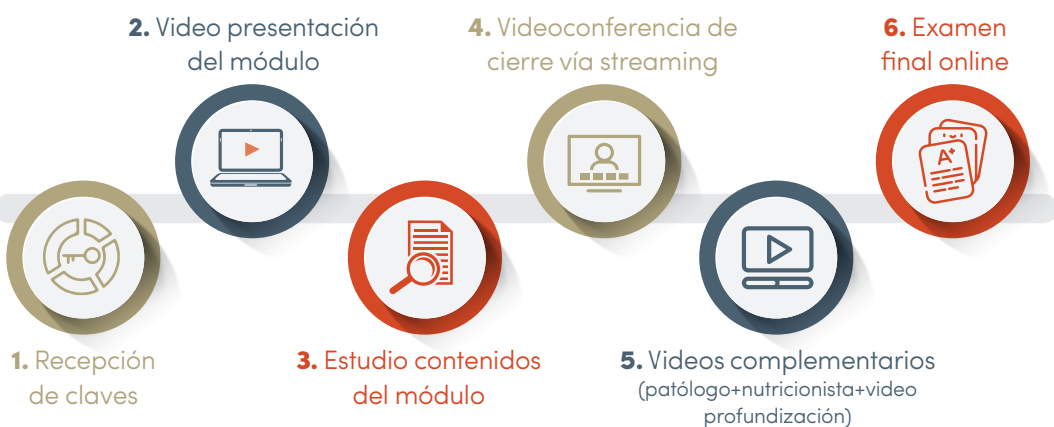 1. Recepción
de claves
2. Video presentación
del módulo
3. Estudio contenidos
del módulo
4. Videoconferencia de
cierre vía streaming
5. Videos complementarios
(patólogo+nutricionista+video
profundización)
6. Examen
final online
A+